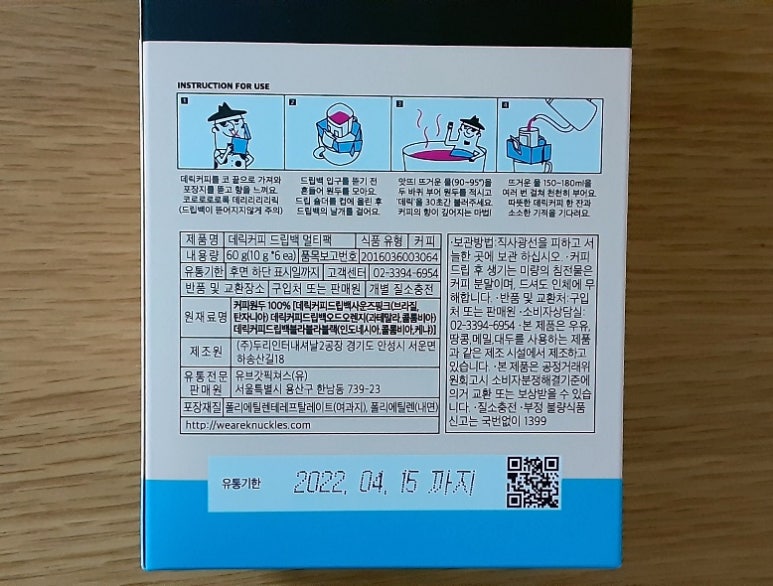 INSTRUCTION FOR USE
1
2
3
4
데릭커피를 코 끝으로 가져와
포장지를 뜯고 향을 느껴요.
코로로로로록 데리리리리릭
(드립백이 뜯어지지않게 주의)
드립백 입구를 뜯기 전
흔들어 원두를 모아요.
드립 숄더를 컵에 올린 후
드립백의 날개를 걸어요.
앗뜨! 뜨거운 물(90~95°)을
두 바퀴 부어 원두를 적시고
'데릭'을 30초간 불러주세요.
커피의 향이 깊어지는 마법!
뜨거운 물 150~180ml을
여러 번 걸쳐 천천히 부어요.
따뜻한 데릭커피 한 잔과
소소한 기적을 기다려요.
제품명 데릭커피 드립백 멀티팩 식품 유형 커피
내용량 60g(10g *6 ea) 품목보고번호 2016036003064
유통기한 후면 하단 표시일까지 고객센터 02-3394-6954
반품 및 교환장소 구입처 또는 판매원 개별 질소충전
원재료명 커피원두 100% [데릭커피드립백사운즈핑크(브라질,
탄자니아) 데릭커피드립백오드오렌지(과테말라,콜롬비아)
데릭커피드립백블라블라블랙(인도네시아,콜롬비아,케냐)]
제조원 (주)두리인터내셔날2공장 경기도 안성시 서운면
하송산길18
유통전문
판매원 유브갓픽쳐스(유)
서울특별시 용산구 한남동 739-23
포장재질 폴리에틸렌테레프탈레이트(여과지), 폴리에틸렌(내면)
http://weareknuckles.com
·보관방법:직사광선을 피하고 서
늘한 곳에 보관 하십시오. ·커피
드립 후 생기는 미량의 침전물은
커피 분말이며, 드셔도 인체에 무
해합니다. ·반품 및 교환처:구입
처 또는 판매원 ·소비자상담실:
02-3394-6954 ·본 제품은 우유,
땅콩,메밀,대두를 사용하는 제품
과 같은 제조 시설에서 제조하고
있습니다. ·본 제품은 공정거래위
원회고시 소비자분쟁해결기준에
의거 교환 또는 보상받을 수 있습
니다. ·질소충전 ·부정 불량식품
신고는 국번없이 1399
유통기한 2022. 04. 15 까지